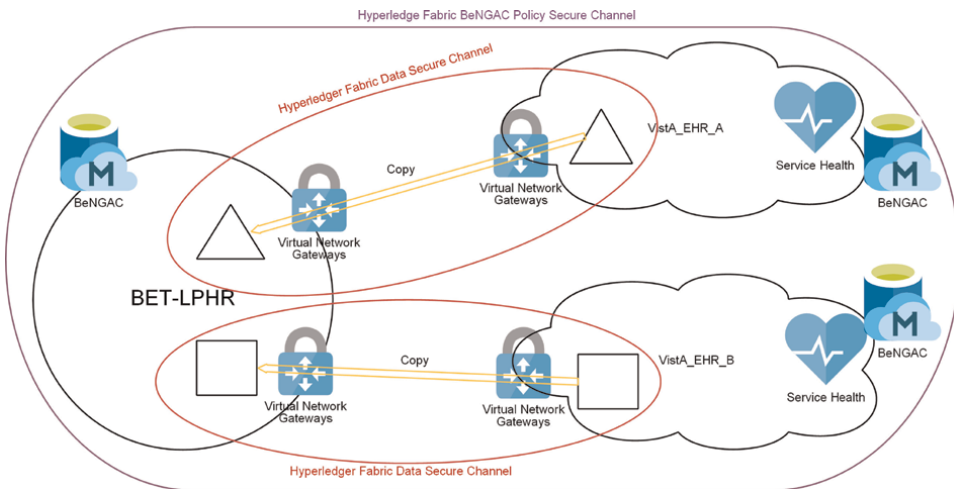 Hyperledge Fabric BeNGAC Policy Secure Channel
Hyperledger Fabric Data Secure Channel
VistA_EHR_A
Service Health
BeNGAC
M
BeNGAC
M
Copy
Virtual Network
Gateways
Virtual Network
Gateways
BET-LPHR
M
BeNGAC
Copy
VistA_EHR_B
Service Health
Virtual Network
Gateways
Virtual Network
Gateways
Hyperledger Fabric Data Secure Channel